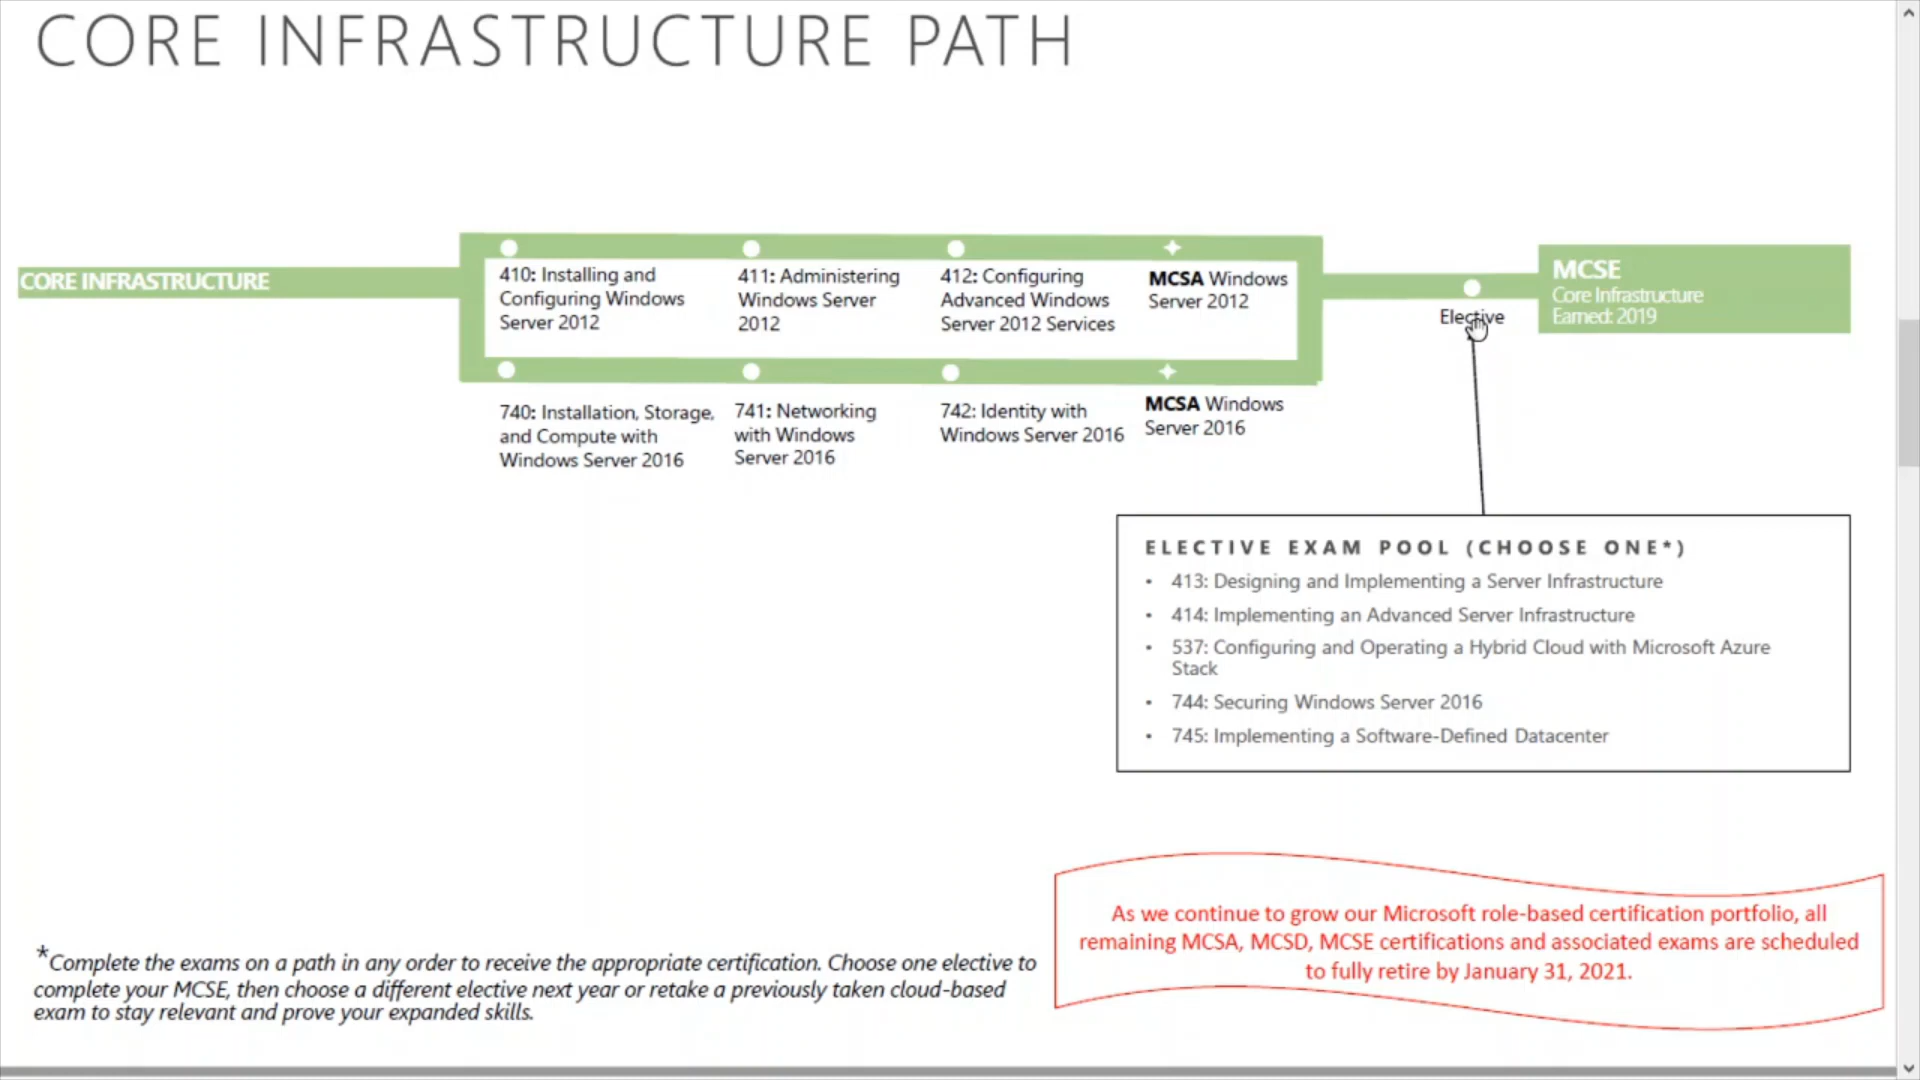 CORE INFRASTRUCTURE PATH
CORE INFRASTRUCTURE
410: Installing and
Configuring Windows
Server 2012
411: Administering
Windows Server
2012
412: Configuring
Advanced Windows
Server 2012 Services
MCSA Windows
Server 2012
Elective
MCSE
Core Infrastructure
Earned: 2019
740: Installation, Storage,
and Compute with
Windows Server 2016
741: Networking
with Windows
Server 2016
742: Identity with
Windows Server 2016
MCSA Windows
Server 2016
ELECTIVE EXAM POOL (CHOOSE ONE*)
• 413: Designing and Implementing a Server Infrastructure
• 414: Implementing an Advanced Server Infrastructure
• 537: Configuring and Operating a Hybrid Cloud with Microsoft Azure
Stack
• 744: Securing Windows Server 2016
• 745: Implementing a Software-Defined Datacenter
As we continue to grow our Microsoft role-based certification portfolio, all
remaining MCSA, MCSD, MCSE certifications and associated exams are scheduled
to fully retire by January 31, 2021.
*Complete the exams on a path in any order to receive the appropriate certification. Choose one elective to
complete your MCSE, then choose a different elective next year or retake a previously taken cloud-based
exam to stay relevant and prove your expanded skills.